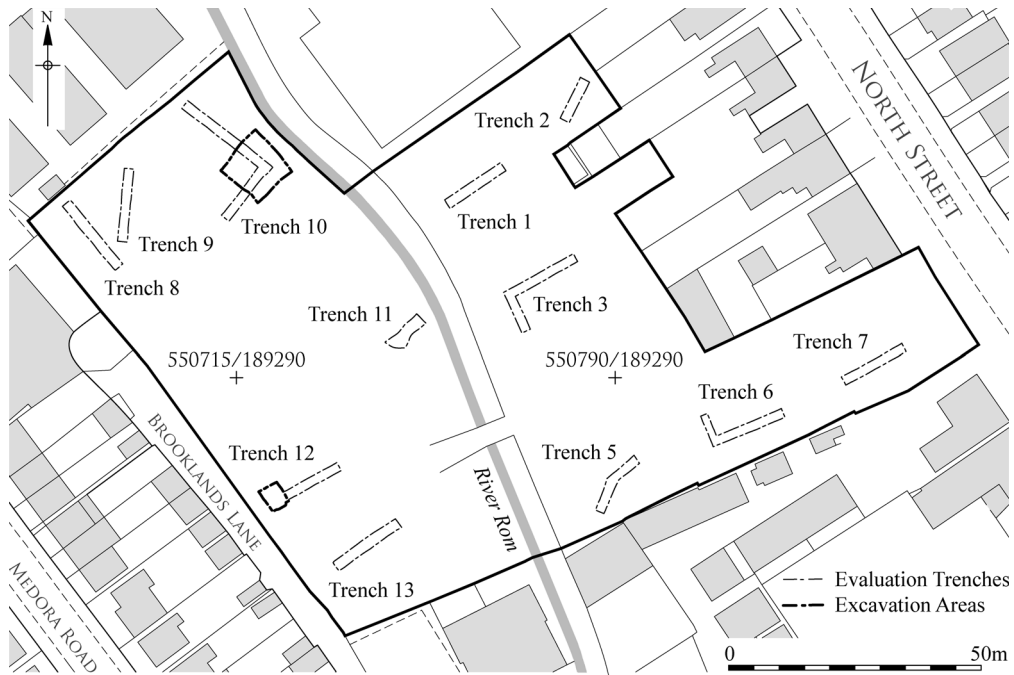 N
NORTH STREET
Trench 2
Trench 1
Trench 10
Trench 9
Trench 8
Trench 3
Trench 11
550715/189290
550790/189290
Trench 7
Trench 6
BROOKLANDS LANE
Trench 12
Trench 5
River Rom
MEDORA ROAD
Trench 13
Evaluation Trenches
Excavation Areas
0 50m